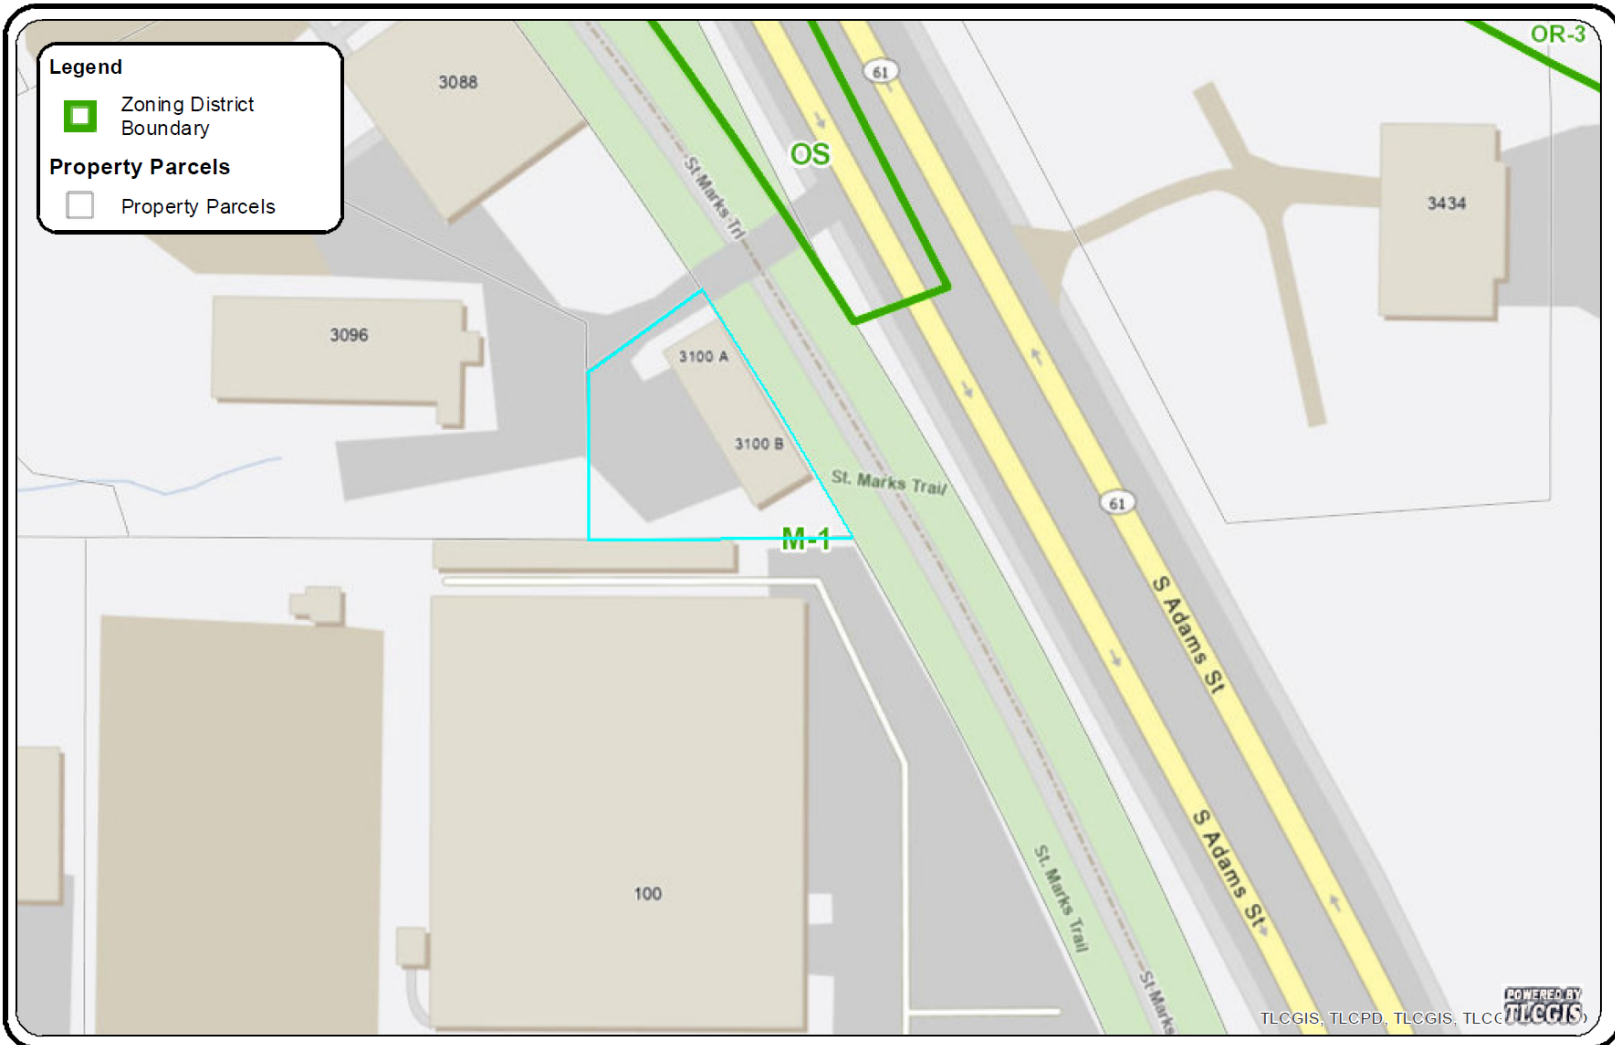 Legend
Zoning District
Boundary
Property Parcels
Property Parcels
3088
61
OR-3
OS
St Marks Trl
3434
3096
3100 A
3100 B
St. Marks Trail
61
M-1
S Adams St
S Adams St
100
St. Marks Trail
St Marks
POWERED BY
TLCGIS
TLCGIS, TLCPD, TLCGIS,